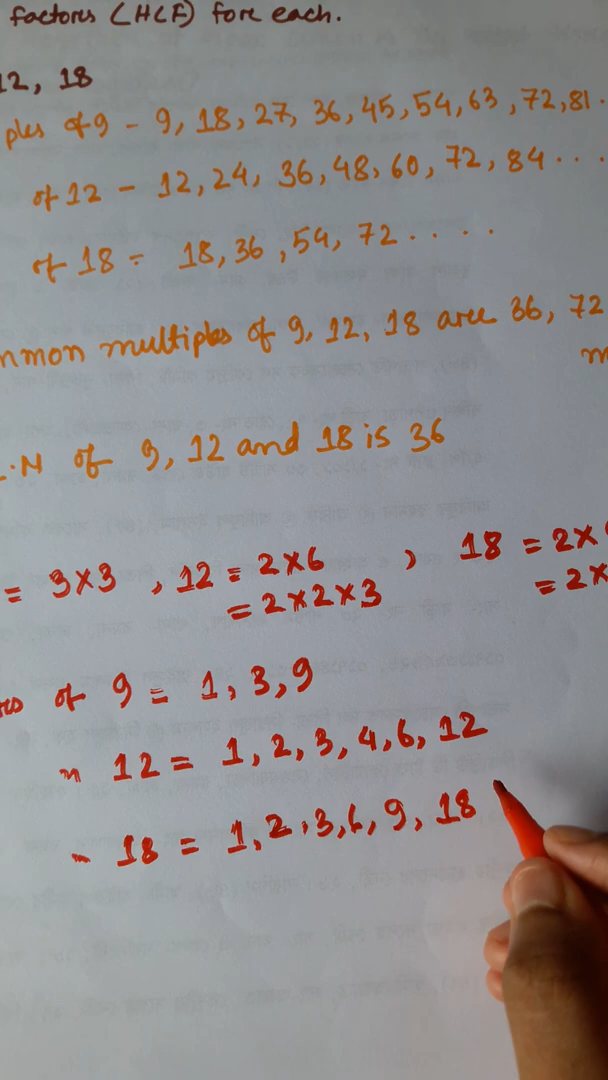 factores (HCF) fore each.
12, 18
ples of 9 - 9, 18, 27, 36, 45, 54, 63, 72, 81.
of 12 - 12, 24, 36, 48, 60, 72, 84 ....
of 18 = 18, 36, 54, 72 ....
mmon multiples of 9, 12, 18 are 36, 72
m
.M of 9, 12 and 18 is 36
= 3×3 , 12 = 2×6 , 18 = 2×
= 2×2×3 = 2×
of 9 = 1, 3, 9
" 12 = 1, 2, 3, 4, 6, 12
" 18 = 1, 2, 3, 6, 9, 18